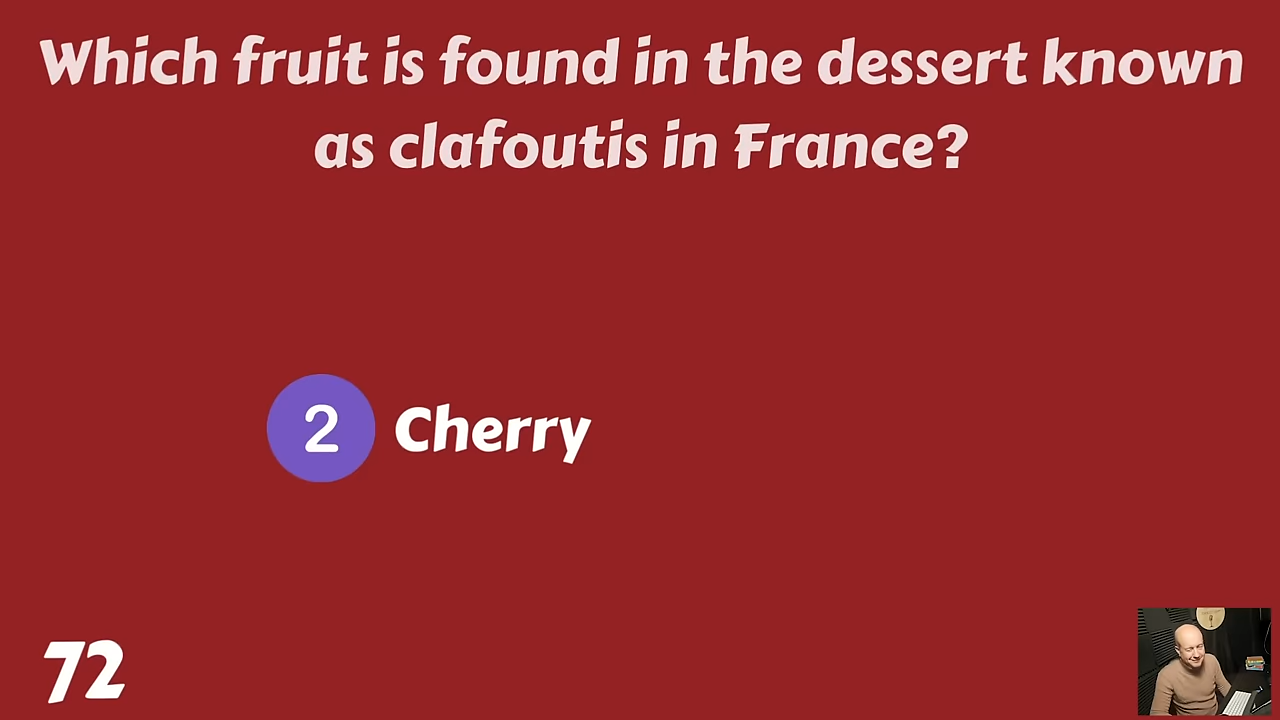 Which fruit is found in the dessert known
as clafoutis in France?
2 Cherry
72